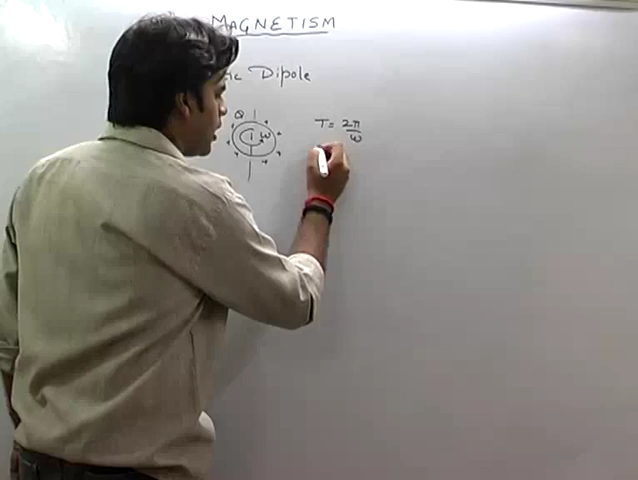 MAGNETISM
Dipole
Q
ω
T = 2π/ω